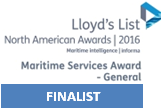 Lloyd's List
North American Awards | 2016
Maritime Intelligence | Informa
Maritime Services Award
- General
FINALIST